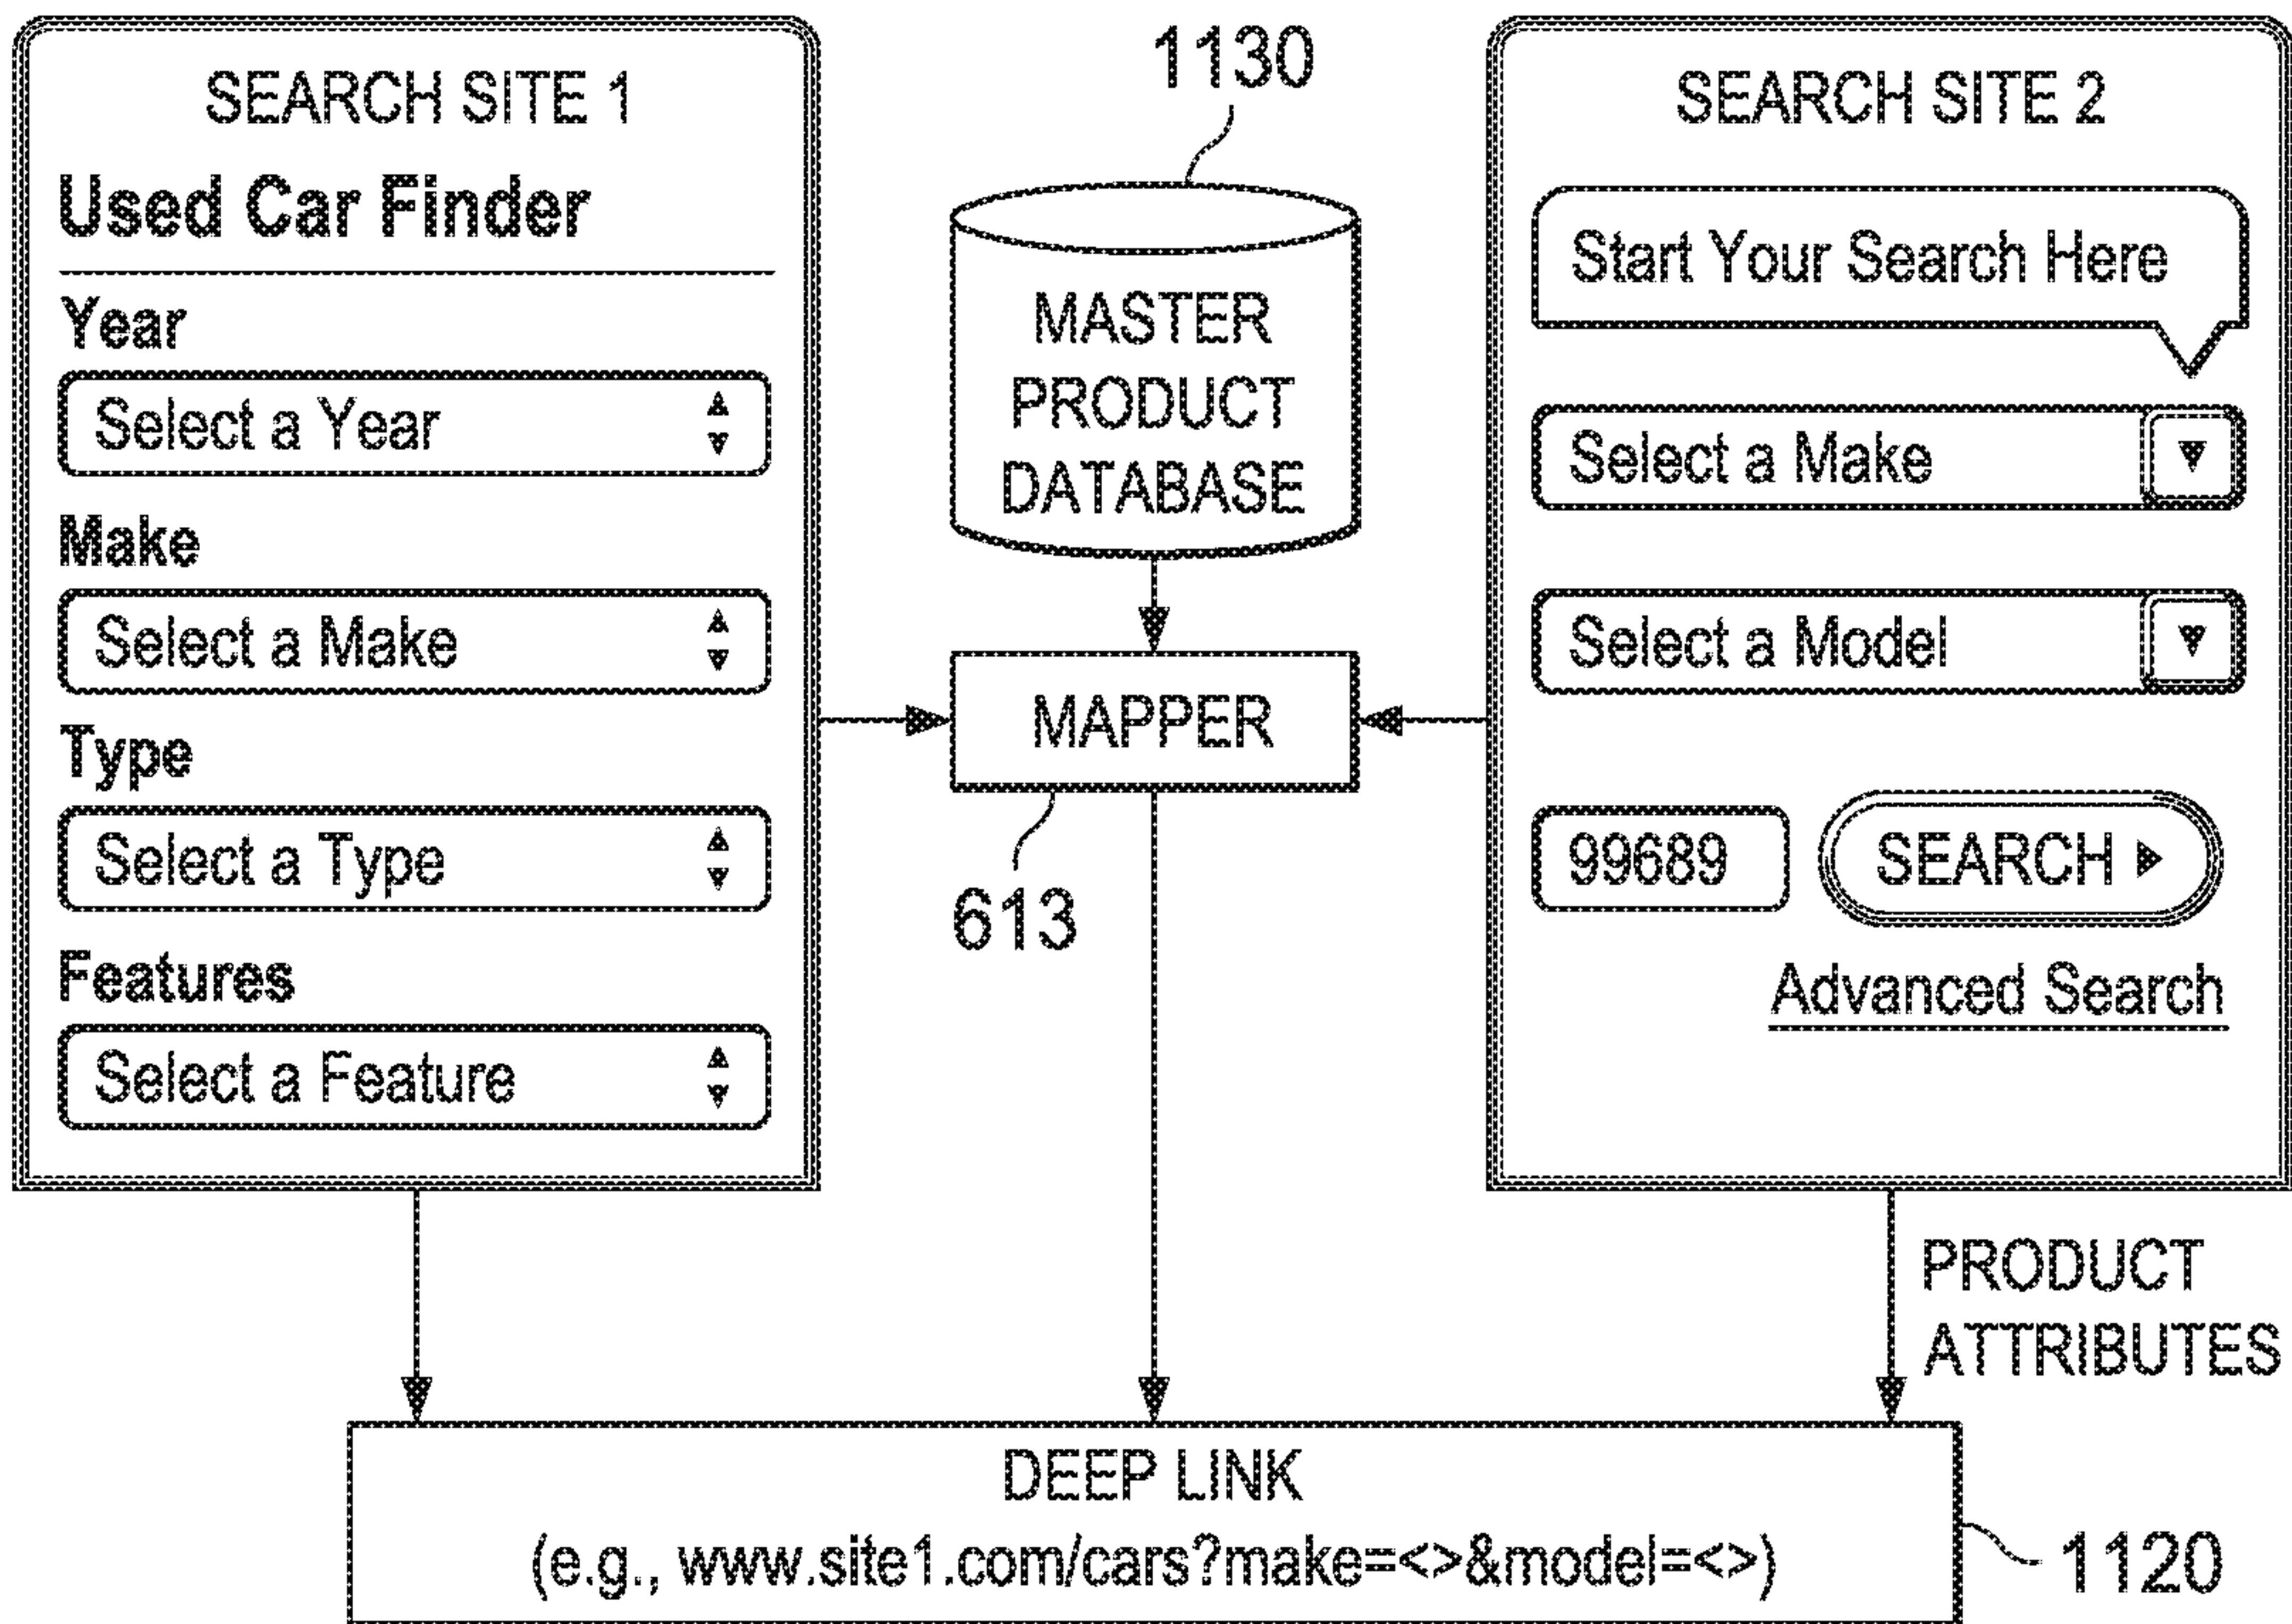 SEARCH SITE 1
Used Car Finder
Year
Select a Year
Make
Select a Make
Type
Select a Type
Features
Select a Feature
1130
MASTER
PRODUCT
DATABASE
MAPPER
613
SEARCH SITE 2
Start Your Search Here
Select a Make
Select a Model
99689
SEARCH
Advanced Search
PRODUCT
ATTRIBUTES
DEEP LINK
(e.g., www.site1.com/cars?make=<>&model=<>)
1120